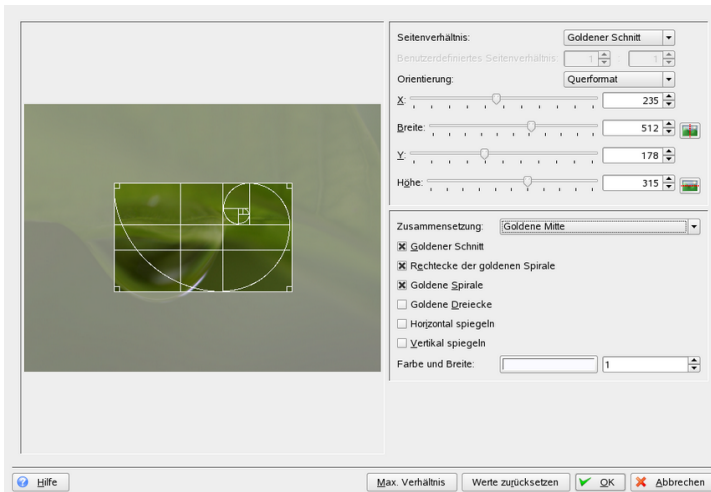 Seitenverhältnis: Goldener Schnitt
Benutzerdefiniertes Seitenverhältnis: 1 : 1
Orientierung: Querformat
X: 235
Breite: 512
Y: 178
Höhe: 315
Zusammensetzung: Goldene Mitte
Goldener Schnitt
Rechtecke der goldenen Spirale
Goldene Spirale
Goldene Dreiecke
Horizontal spiegeln
Vertikal spiegeln
Farbe und Breite: 1
Hilfe Max. Verhältnis Werte zurücksetzen OK Abbrechen